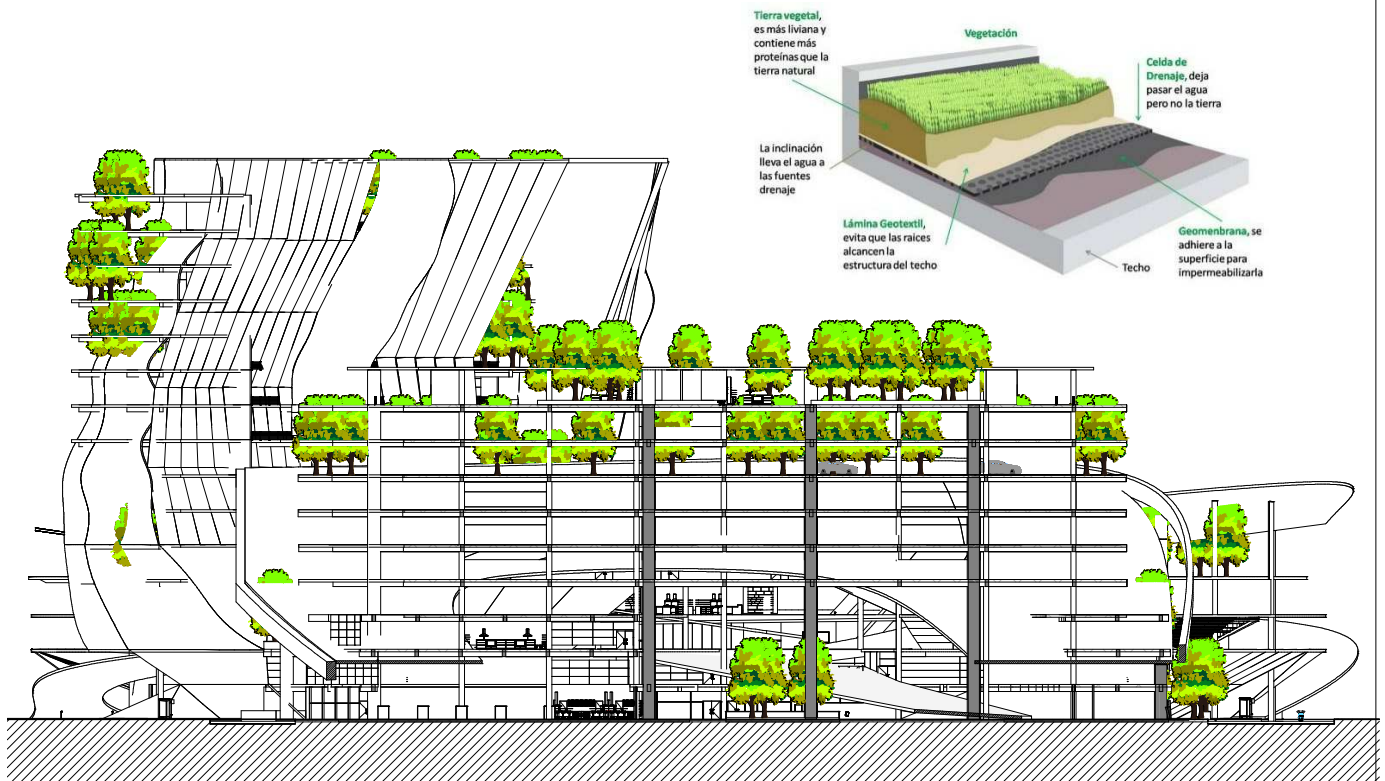 Tierra vegetal,
es más liviana y
contiene más
proteínas que la
tierra natural
Vegetación
Celda de
Drenaje, deja
pasar el agua
pero no la tierra
La inclinación
lleva el agua a
las fuentes
drenaje
Lámina Geotextil,
evita que las raices
alcancen la
estructura del techo
Techo
Geomenbrana, se
adhiere a la
superficie para
impermeabilizarla